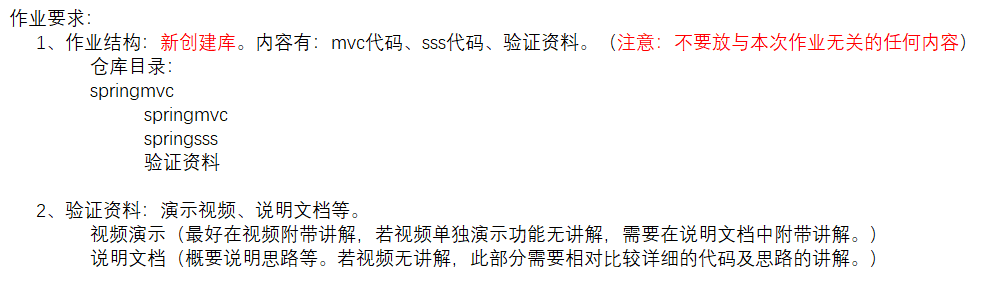 作业要求：
1、作业结构：新创建库。内容有：mvc代码、sss代码、验证资料。（注意：不要放与本次作业无关的任何内容）
仓库目录：
springmvc
springmvc
springsss
验证资料
2、验证资料：演示视频、说明文档等。
视频演示（最好在视频附带讲解，若视频单独演示功能无讲解，需要在说明文档中附带讲解。）
说明文档（概要说明思路等。若视频无讲解，此部分需要相对比较详细的代码及思路的讲解。）